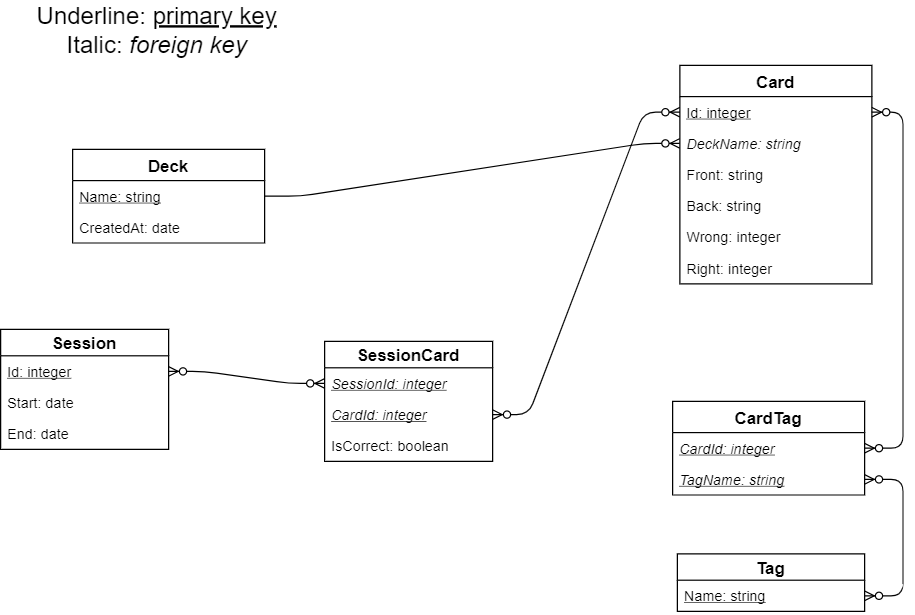 Underline: primary key
Italic: foreign key
Deck
Name: string
CreatedAt: date
Card
Id: integer
DeckName: string
Front: string
Back: string
Wrong: integer
Right: integer
Session
Id: integer
Start: date
End: date
SessionCard
SessionId: integer
CardId: integer
IsCorrect: boolean
CardTag
CardId: integer
TagName: string
Tag
Name: string